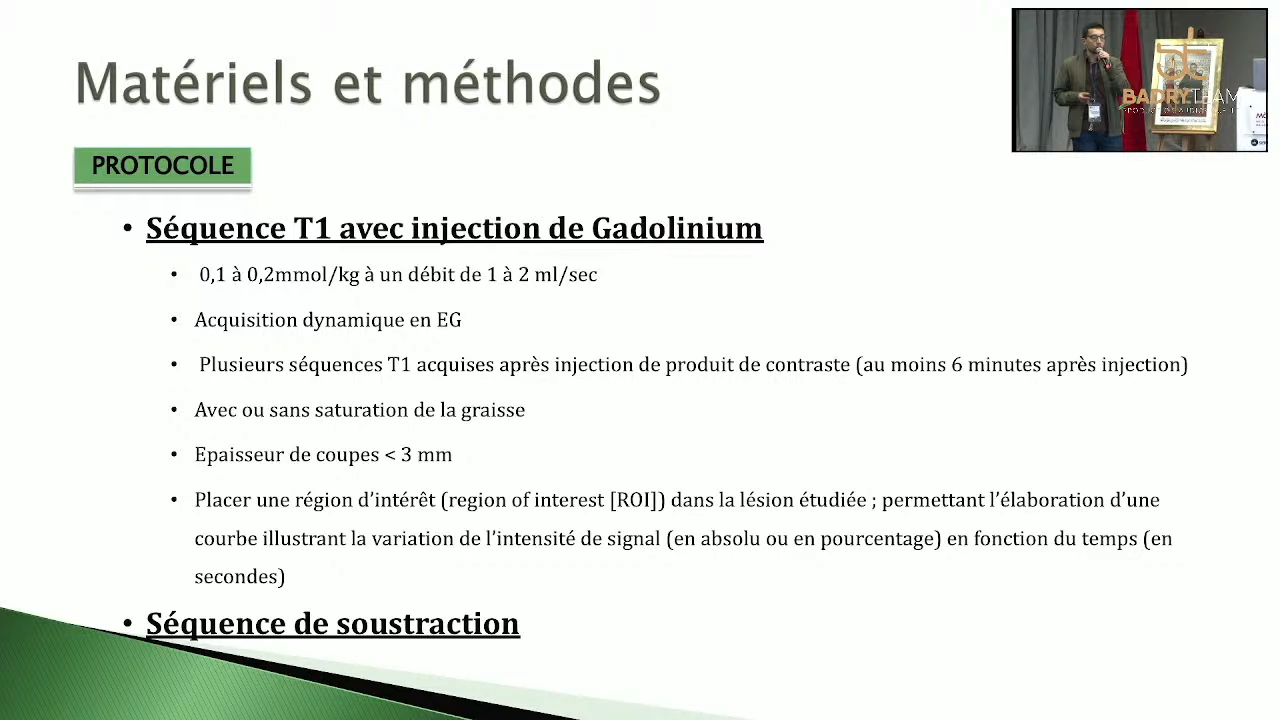 Matériels et méthodes
BADRYTEAM
PROTOCOLE
• Séquence T1 avec injection de Gadolinium
• 0,1 à 0,2mmol/kg à un débit de 1 à 2 ml/sec
• Acquisition dynamique en EG
• Plusieurs séquences T1 acquises après injection de produit de contraste (au moins 6 minutes après injection)
• Avec ou sans saturation de la graisse
• Epaisseur de coupes < 3 mm
• Placer une région d’intérêt (region of interest [ROI]) dans la lésion étudiée ; permettant l’élaboration d’une
courbe illustrant la variation de l’intensité de signal (en absolu ou en pourcentage) en fonction du temps (en
secondes)
• Séquence de soustraction